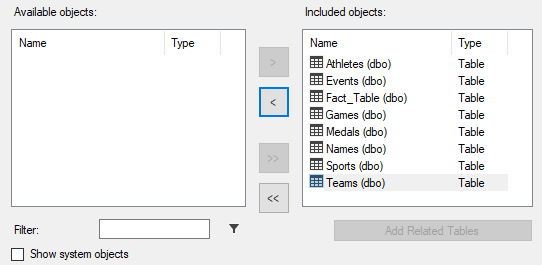 Available objects:
Included objects:
Name Type
Name Type
Athletes (dbo) Table
Events (dbo) Table
Fact_Table (dbo) Table
Games (dbo) Table
Medals (dbo) Table
Names (dbo) Table
Sports (dbo) Table
Teams (dbo) Table
>
<
>>
<<
Filter:
Add Related Tables
Show system objects